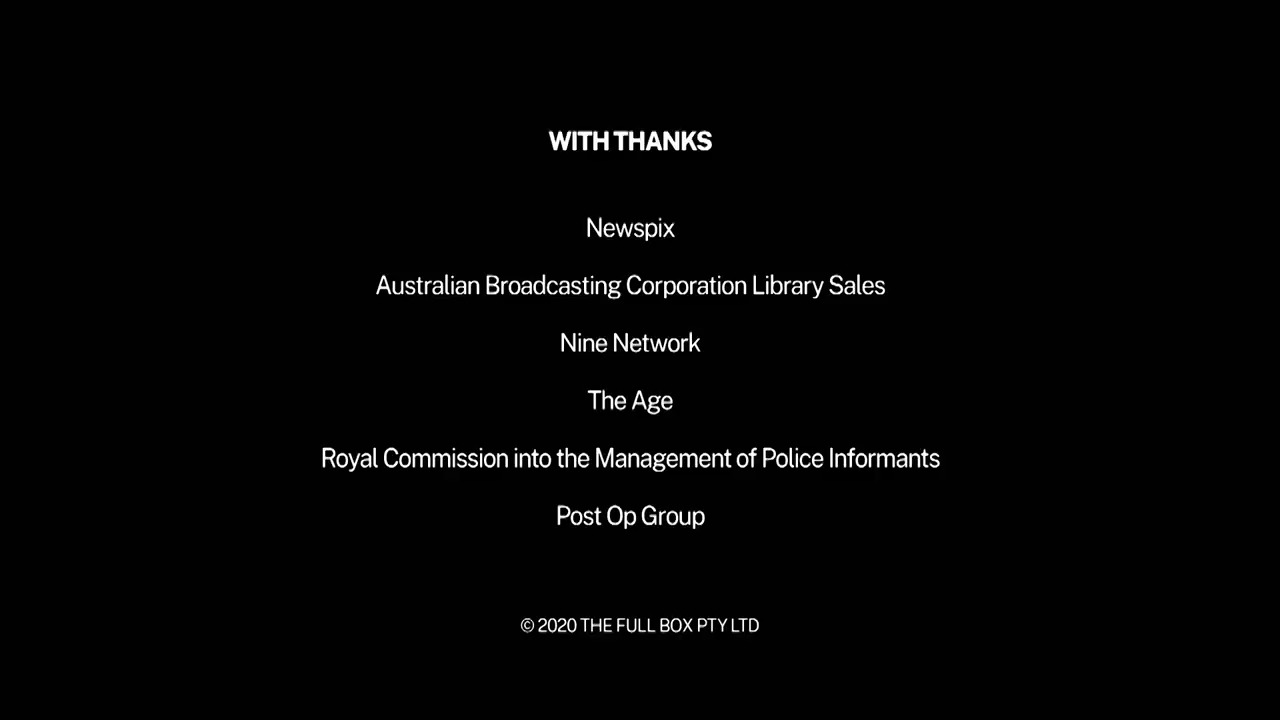 WITH THANKS
Newspix
Australian Broadcasting Corporation Library Sales
Nine Network
The Age
Royal Commission into the Management of Police Informants
Post Op Group
© 2020 THE FULL BOX PTY LTD